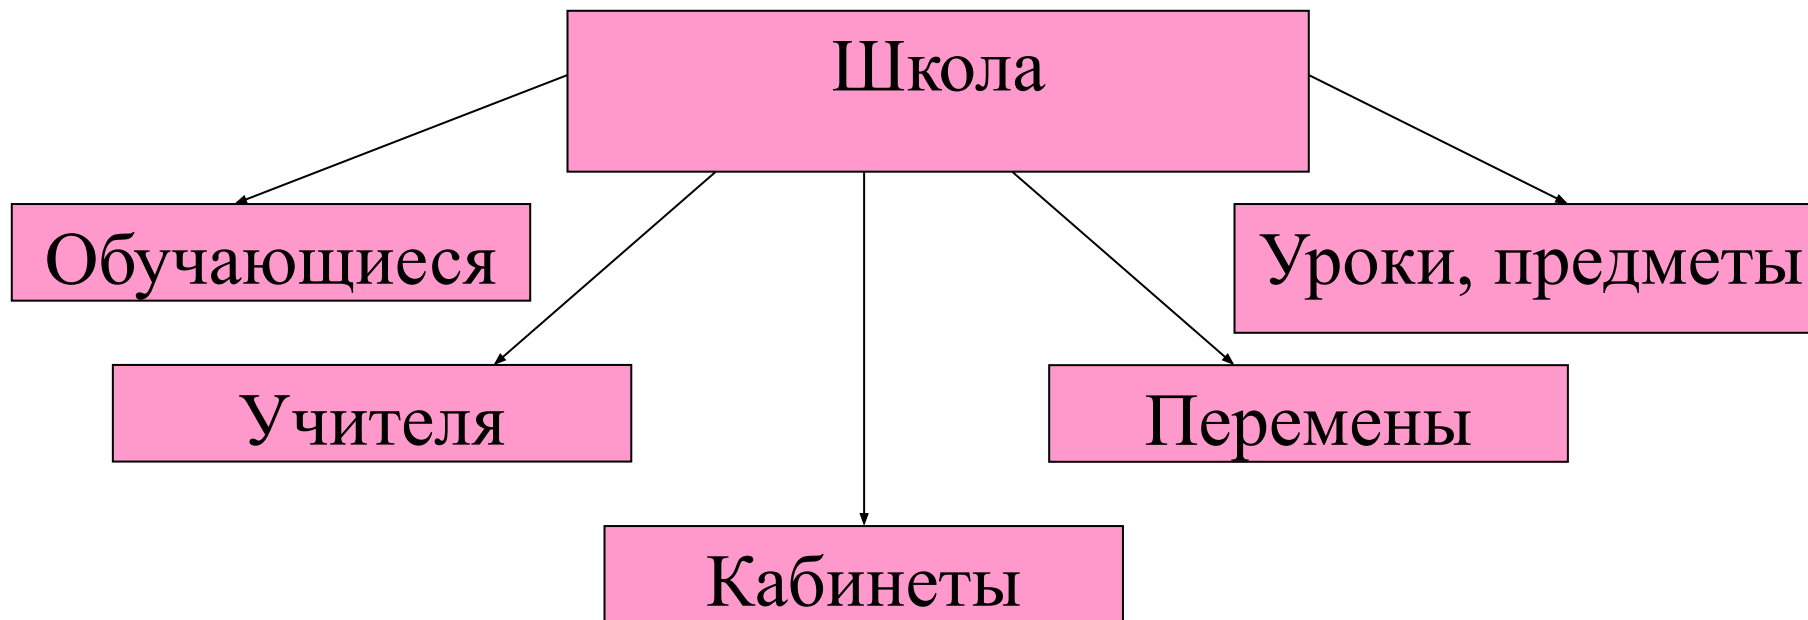 Школа
Обучающиеся
Уроки, предметы
Учителя
Перемены
Кабинеты